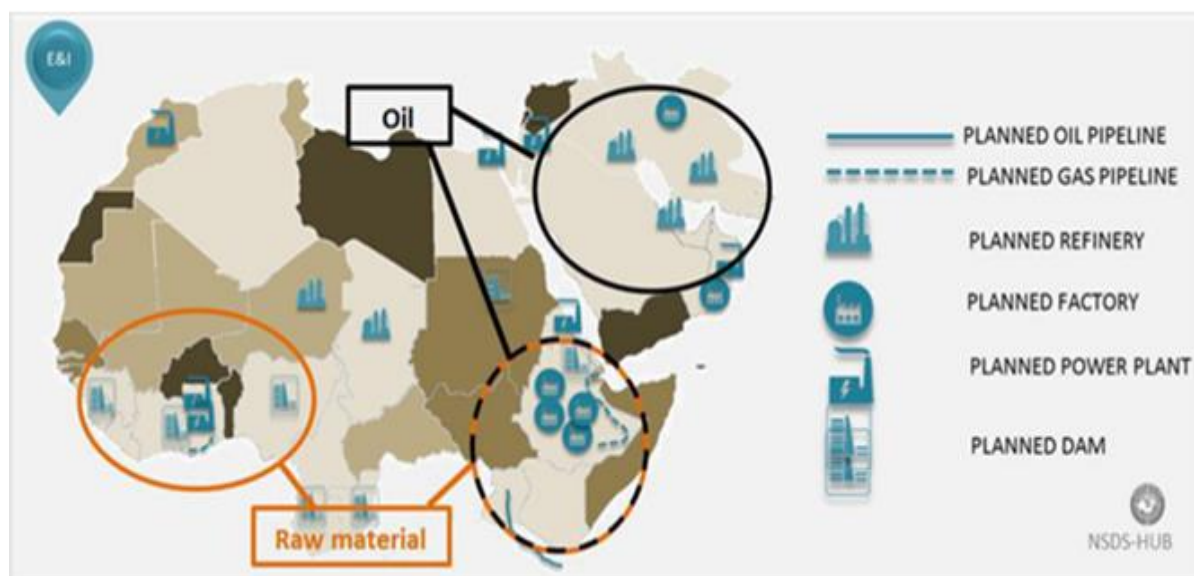 E&I
Oil
PLANNED OIL PIPELINE
PLANNED GAS PIPELINE
PLANNED REFINERY
PLANNED FACTORY
PLANNED POWER PLANT
PLANNED DAM
Raw material
NSDS-HUB